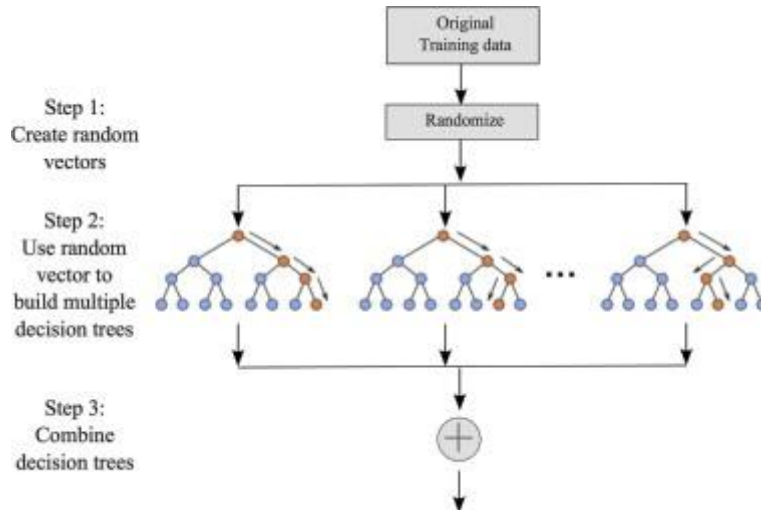 Original
Training data
Step 1:
Create random
vectors
Randomize
Step 2:
Use random
vector to
build multiple
decision trees
Step 3:
Combine
decision trees